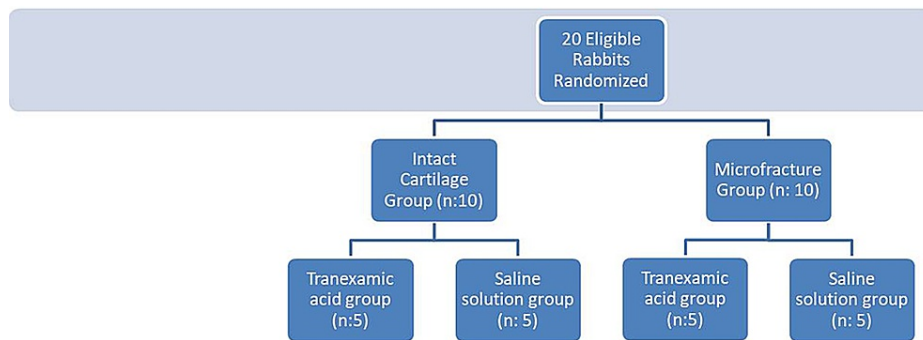 20 Eligible
Rabbits
Randomized
Intact
Cartilage
Group (n:10)
Microfracture
Group (n: 10)
Tranexamic
acid group
(n:5)
Saline
solution group
(n: 5)
Tranexamic
acid group
(n:5)
Saline
solution group
(n: 5)